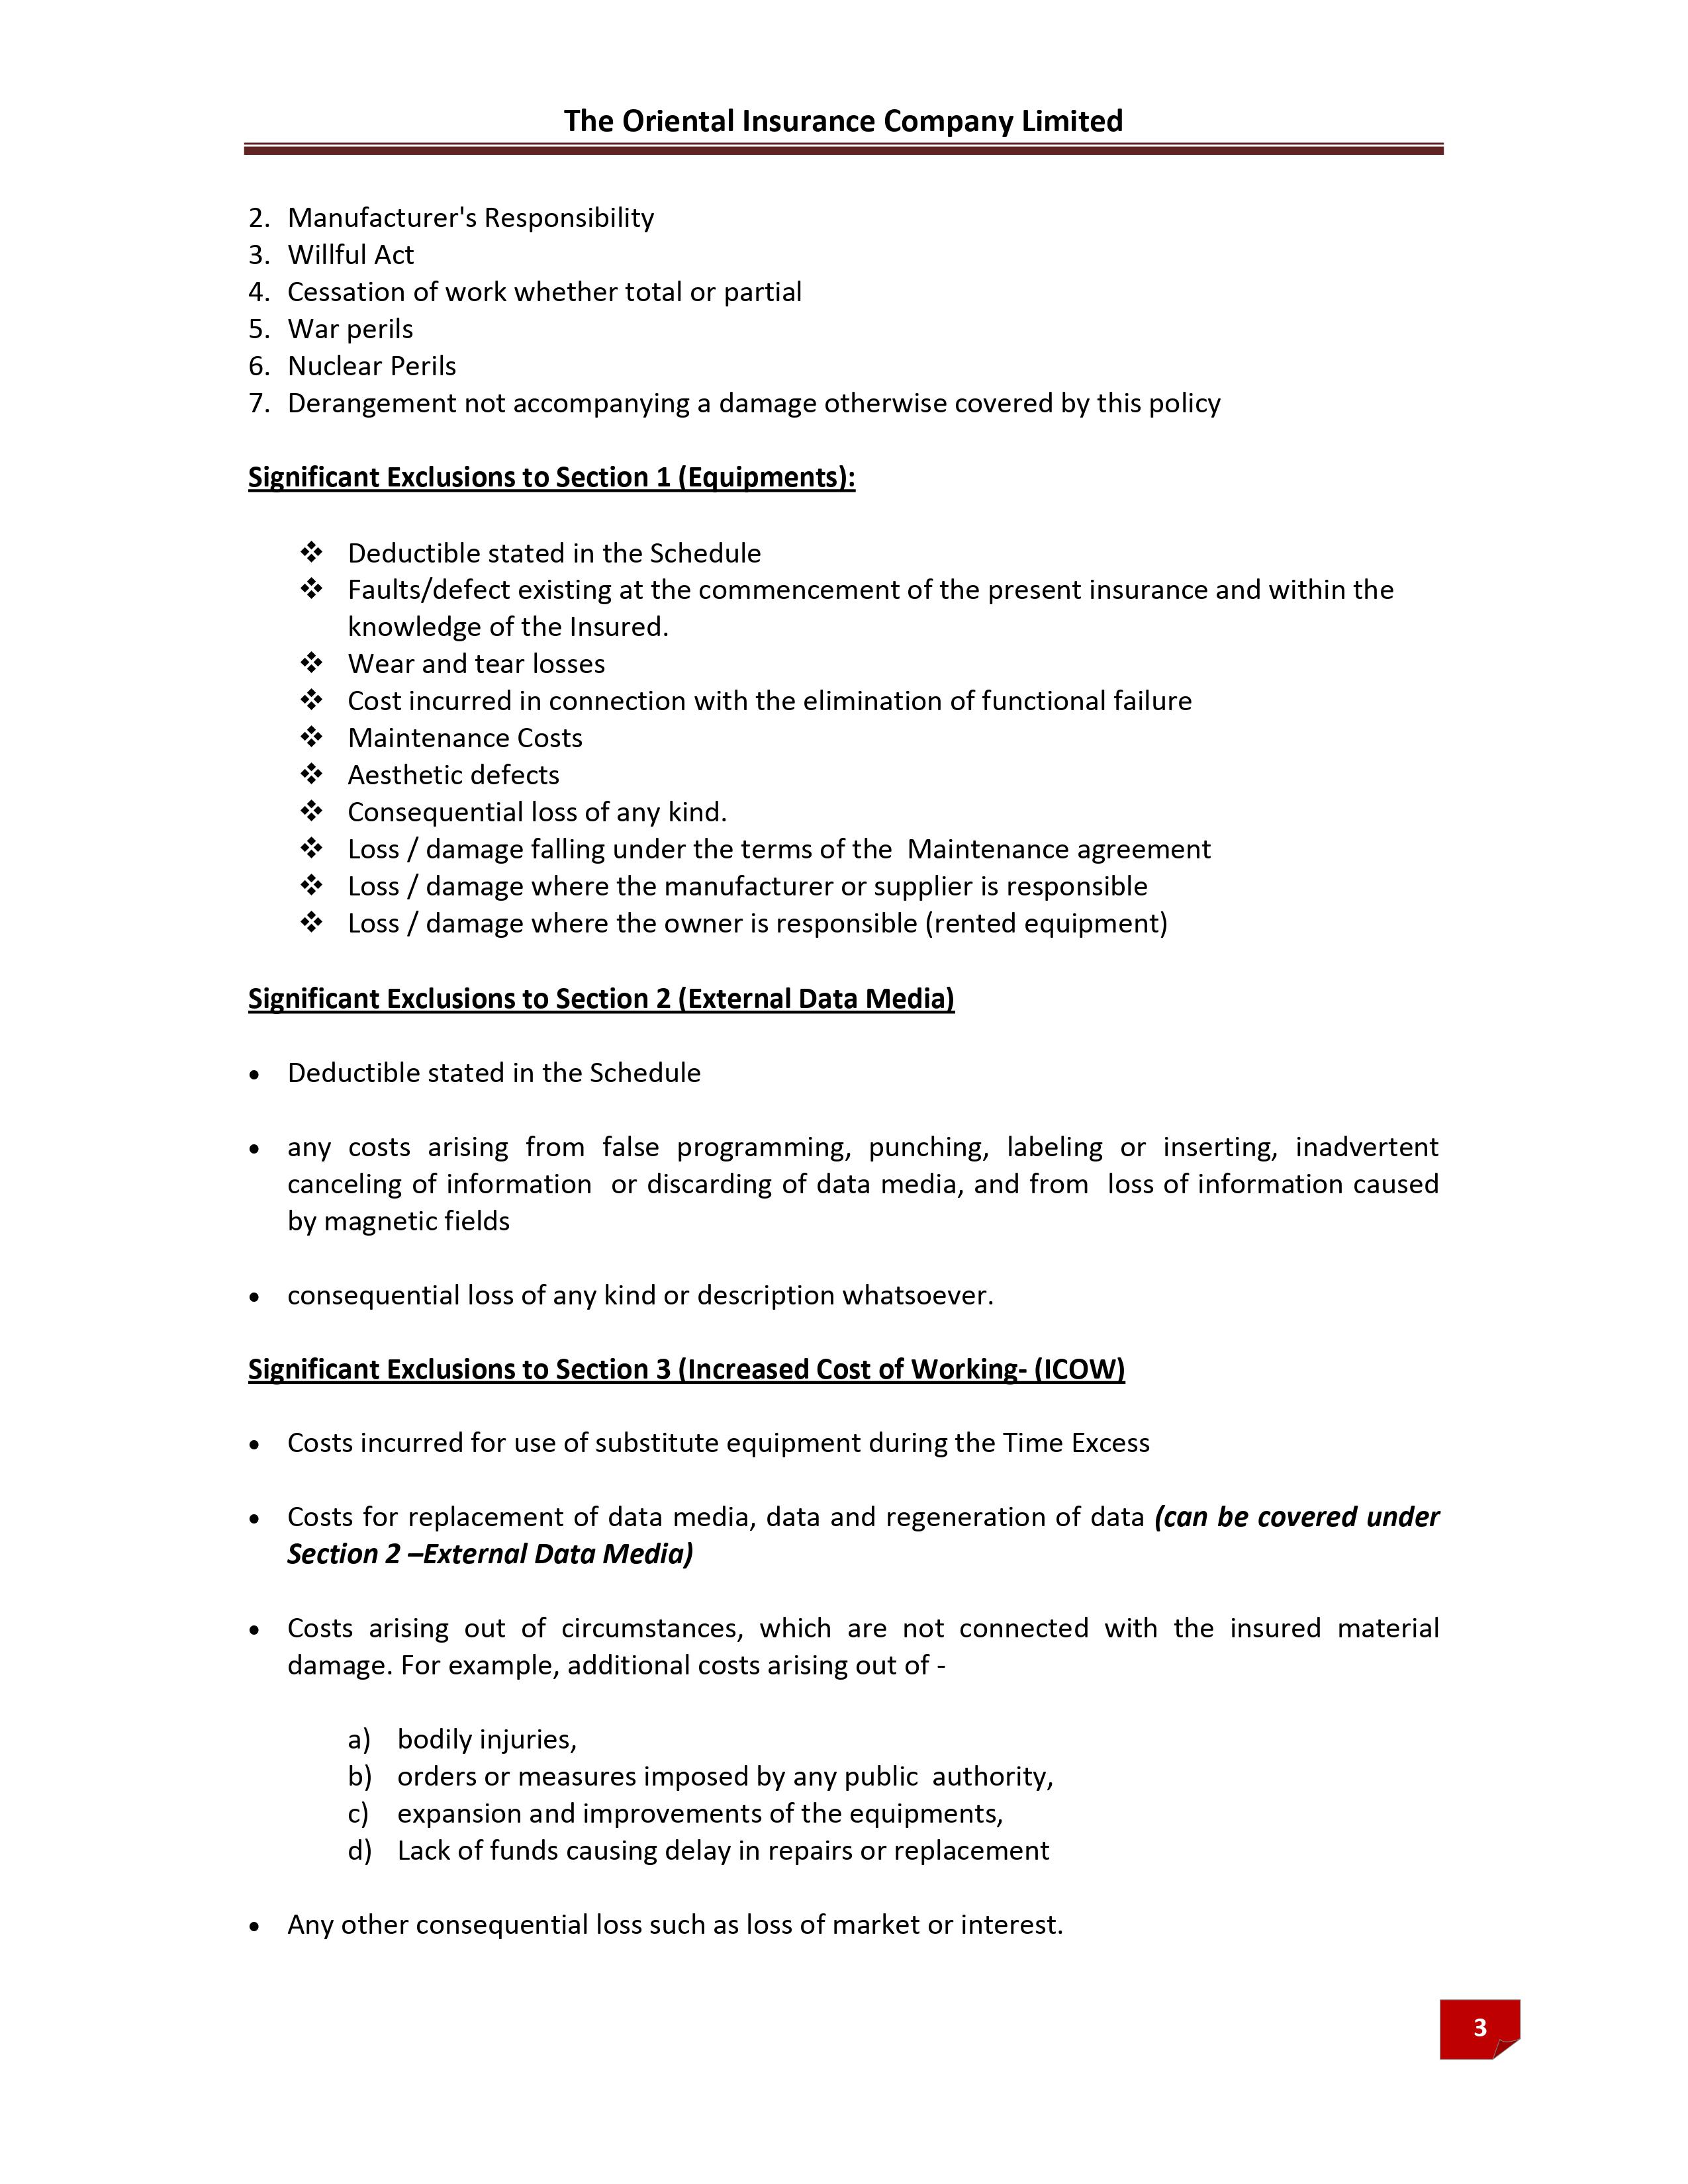 The Oriental Insurance Company Limited
2. Manufacturer's Responsibility
3. Willful Act
4. Cessation of work whether total or partial
5. War perils
6. Nuclear Perils
7. Derangement not accompanying a damage otherwise covered by this policy
Significant Exclusions to Section 1 (Equipments):
❖ Deductible stated in the Schedule
❖ Faults/defect existing at the commencement of the present insurance and within the
knowledge of the Insured.
❖ Wear and tear losses
❖ Cost incurred in connection with the elimination of functional failure
❖ Maintenance Costs
❖ Aesthetic defects
❖ Consequential loss of any kind.
❖ Loss / damage falling under the terms of the  Maintenance agreement
❖ Loss / damage where the manufacturer or supplier is responsible
❖ Loss / damage where the owner is responsible (rented equipment)
Significant Exclusions to Section 2 (External Data Media)
• Deductible stated in the Schedule
• any costs arising from false programming, punching, labeling or inserting, inadvertent
canceling of information  or discarding of data media, and from  loss of information caused
by magnetic fields
• consequential loss of any kind or description whatsoever.
Significant Exclusions to Section 3 (Increased Cost of Working- (ICOW)
• Costs incurred for use of substitute equipment during the Time Excess
• Costs for replacement of data media, data and regeneration of data (can be covered under
Section 2 –External Data Media)
• Costs arising out of circumstances, which are not connected with the insured material
damage. For example, additional costs arising out of -
a) bodily injuries,
b) orders or measures imposed by any public  authority,
c) expansion and improvements of the equipments,
d) Lack of funds causing delay in repairs or replacement
• Any other consequential loss such as loss of market or interest.
3